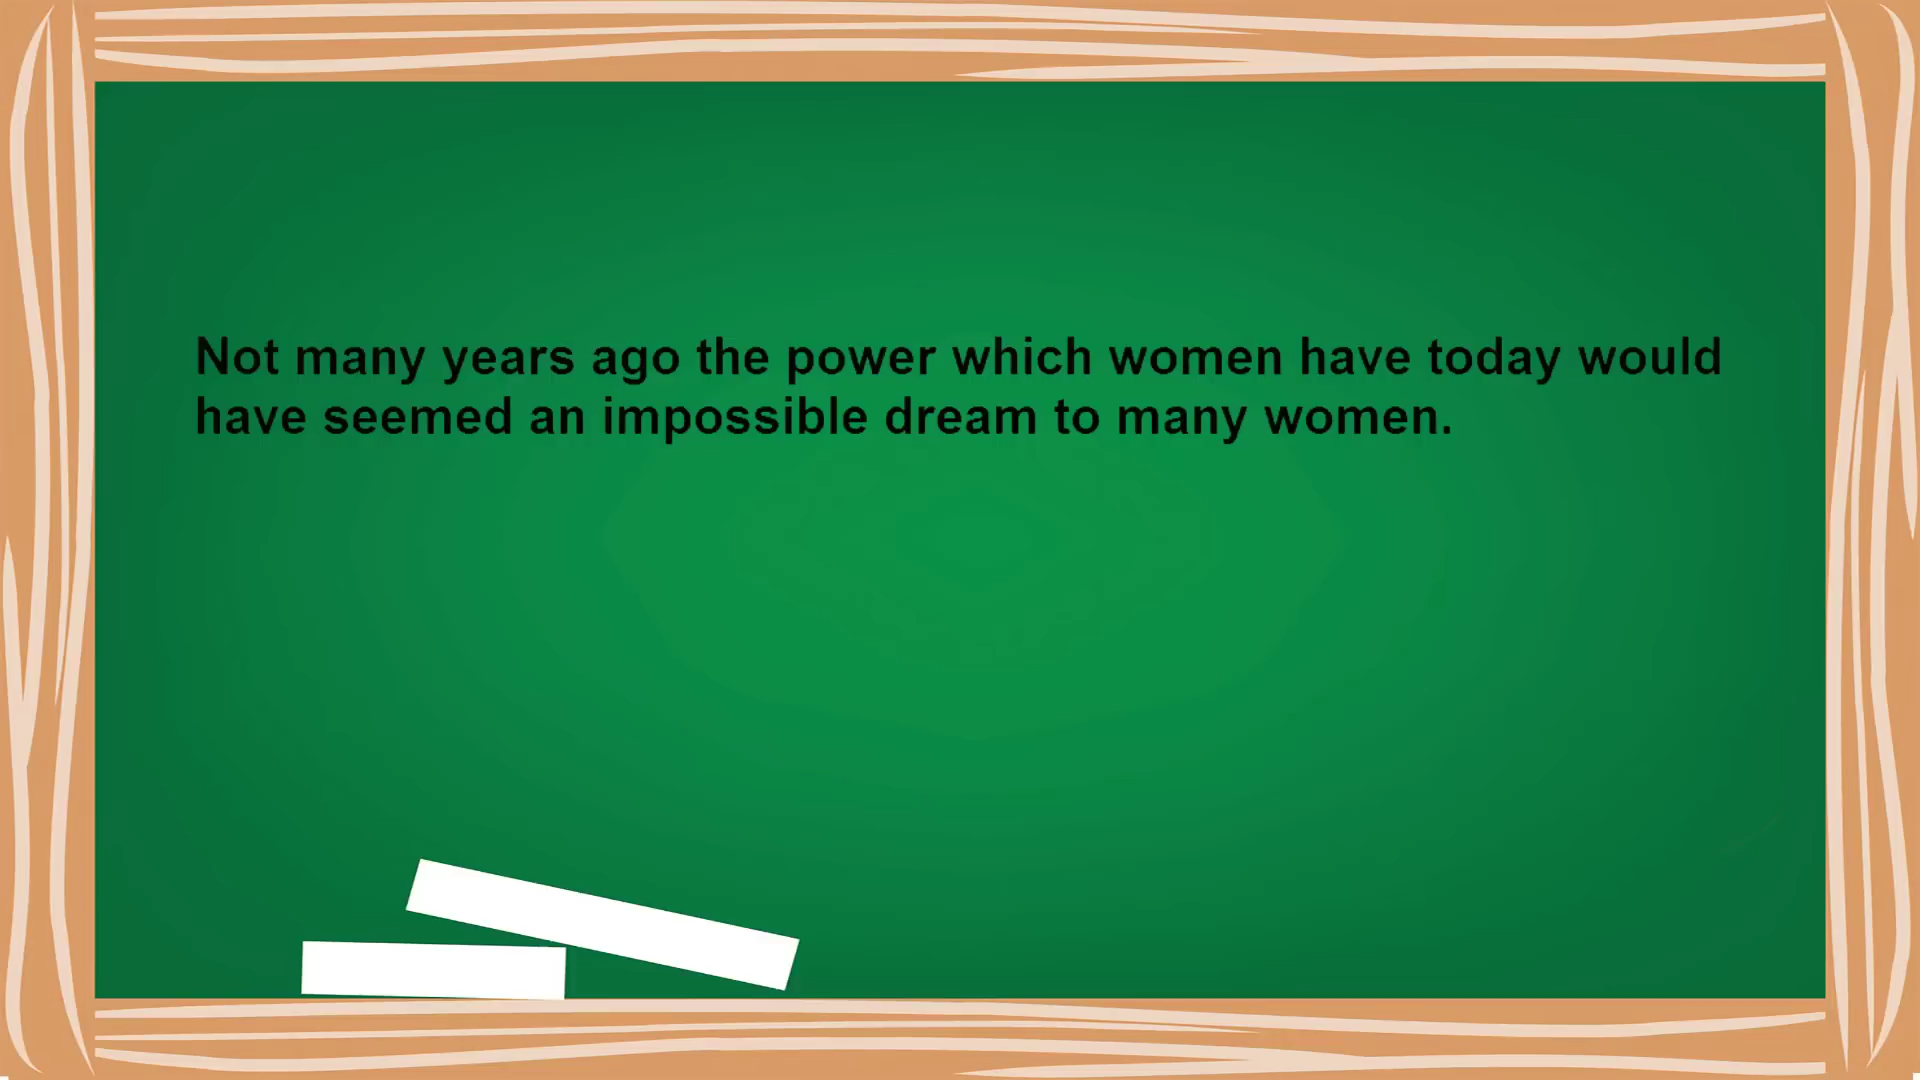 Not many years ago the power which women have today would
have seemed an impossible dream to many women.